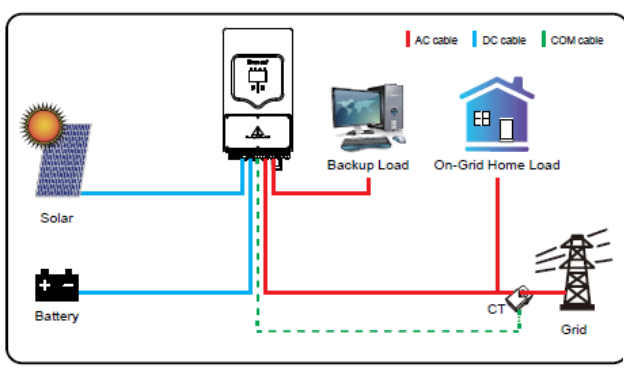 AC cable
DC cable
COM cable
Backup Load
On-Grid Home Load
Solar
Battery
CT
Grid